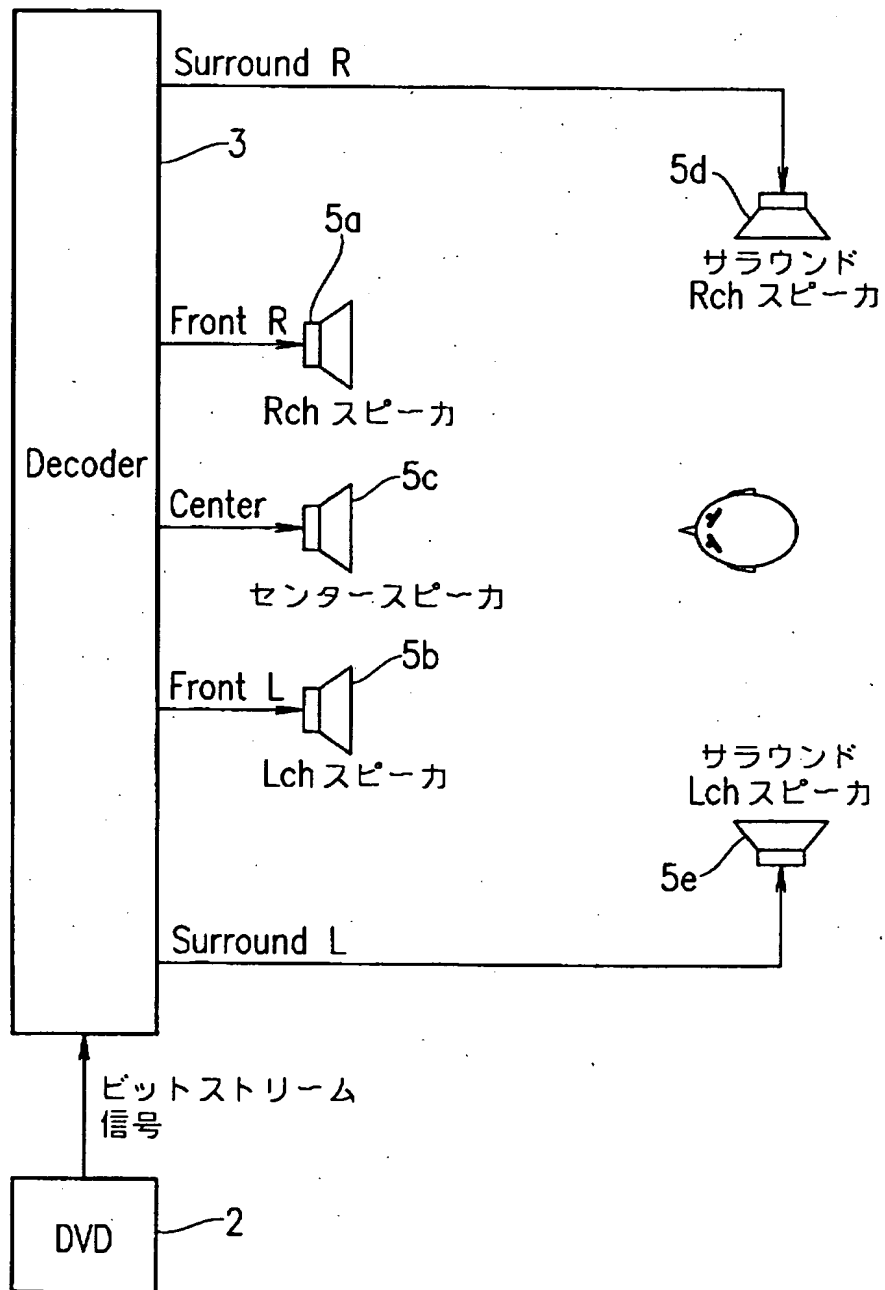 Surround R
3
5d
サラウンド
Rch スピーカ
5a
Front R
Rch スピーカ
Decoder
Center
5c
センタースピーカ
Front L
5b
Lch スピーカ
サラウンド
Lch スピーカ
5e
Surround L
ビットストリーム
信号
DVD
2